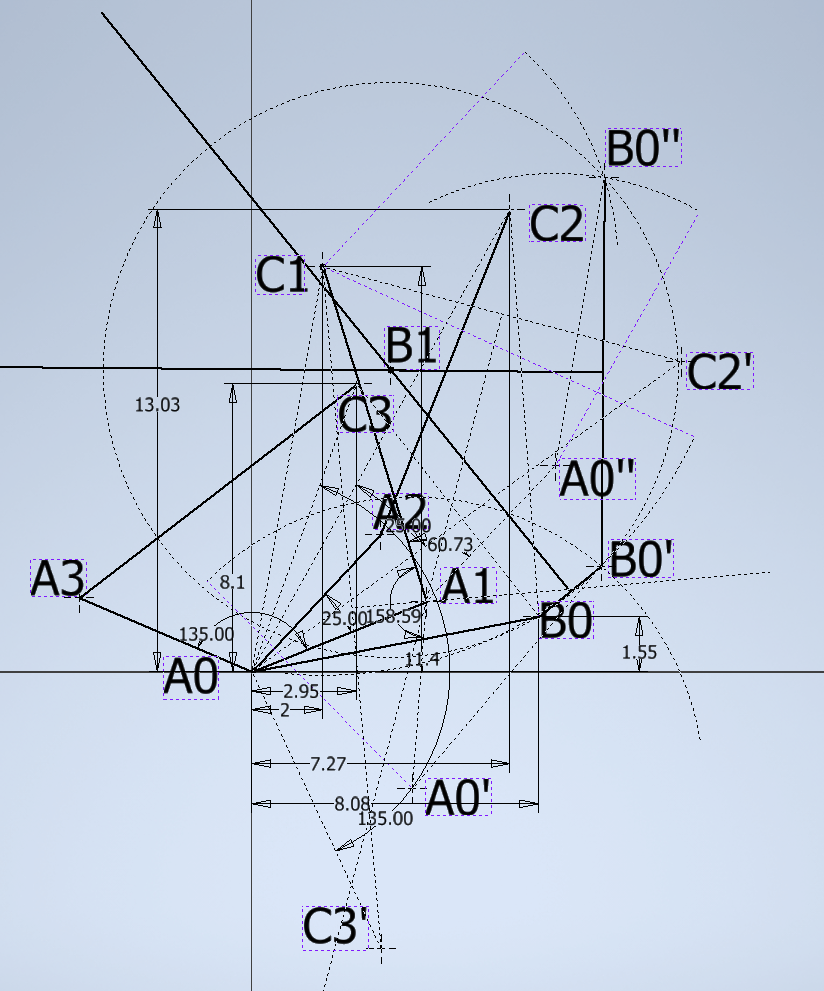 B0"
C2
C1
B1
C2'
13.03
C3
A0"
A2
25.00
60.73
B0'
A3
8.1
A1
25.00
158.59
B0
135.00
11.4
1.55
A0
2.95
2
7.27
8.08
A0'
135.00
C3'